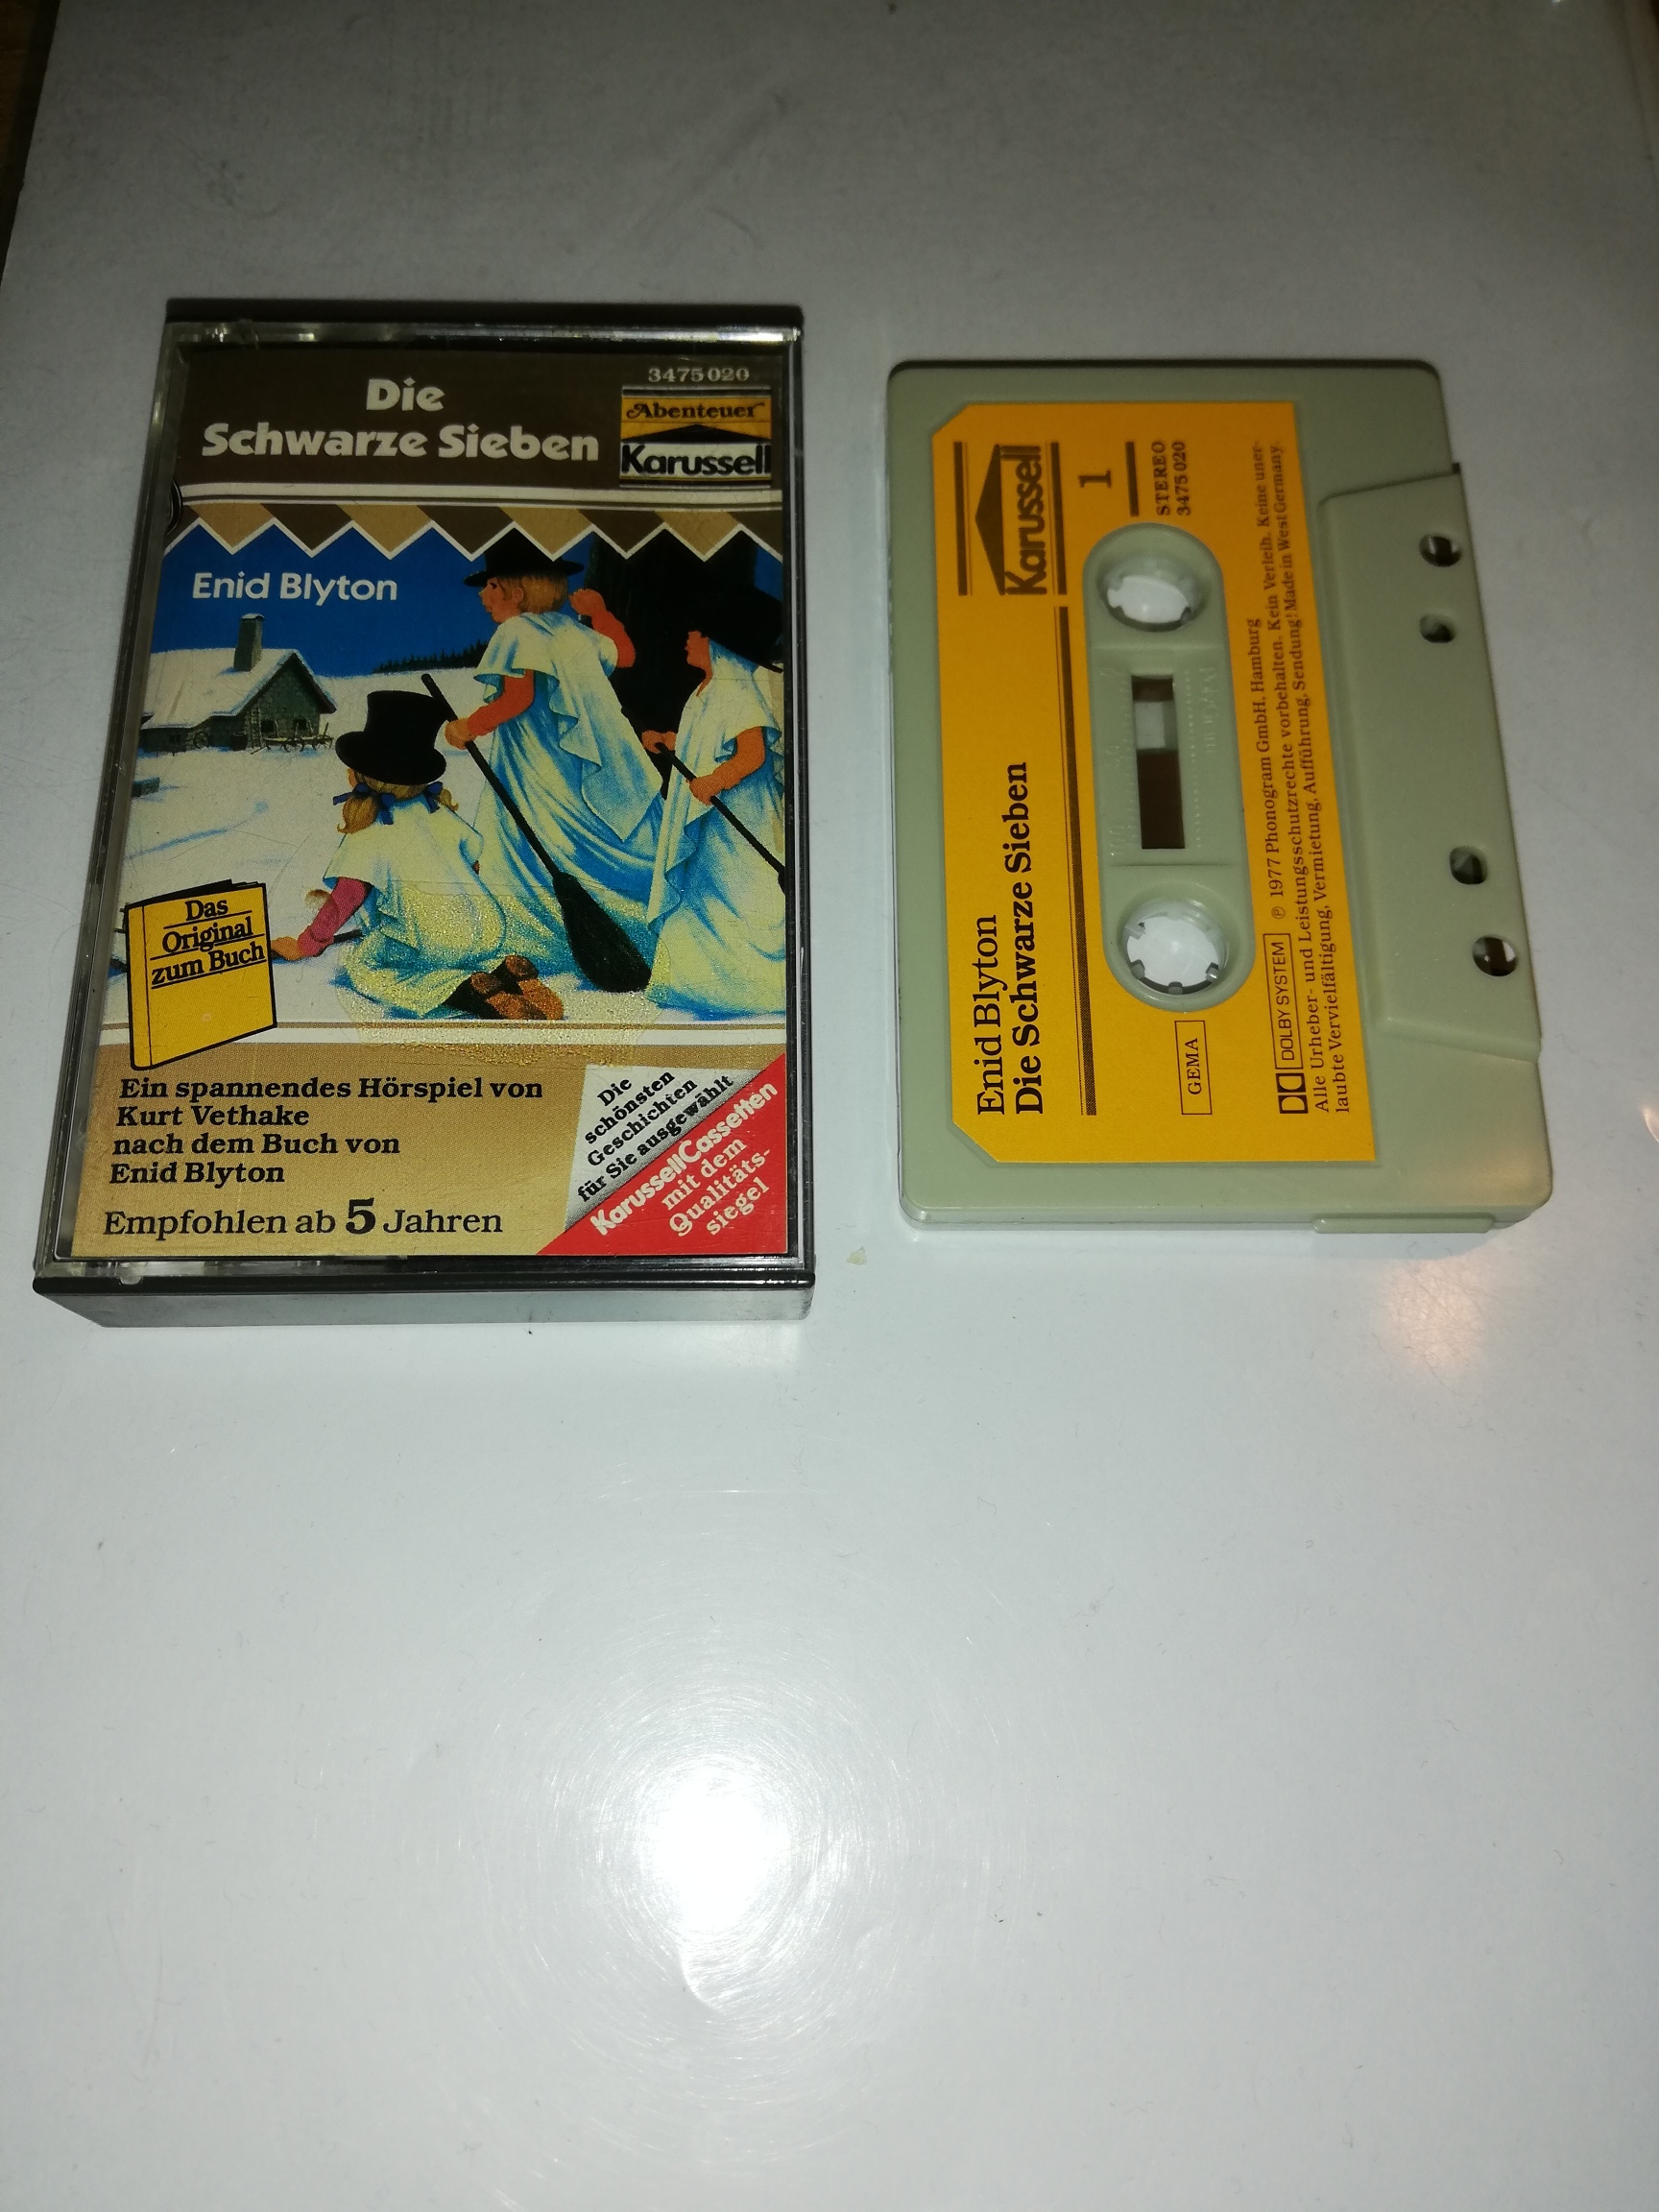 Die
Schwarze Sieben
3475 020
Abenteuer
Karussell
Enid Blyton
Das
Original
zum Buch
Ein spannendes Hörspiel von
Kurt Vethake
nach dem Buch von
Enid Blyton
Empfohlen ab 5 Jahren
Die
schönsten
Geschichten
für Sie ausgewählt
KarussellCassetten
mit dem
Qualitäts-
siegel
Enid Blyton
Die Schwarze Sieben
Karussell
1
STEREO
3475 020
GEMA
DOLBY SYSTEM
℗ 1977 Phonogram GmbH, Hamburg
Alle Urheber- und Leistungsschutzrechte vorbehalten. Kein Verleih. Keine uner-
laubte Vervielfältigung, Vermietung, Aufführung, Sendung! Made in West Germany.